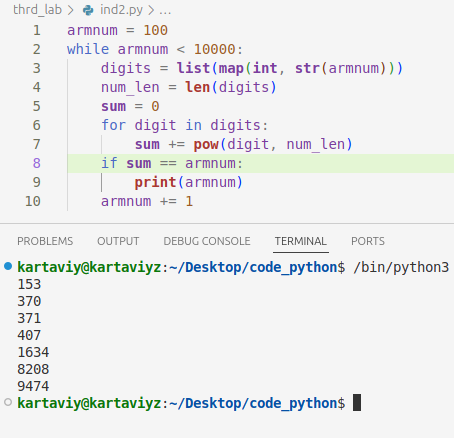 thrd_lab > ind2.py > ...
1 armnum = 100
2 while armnum < 10000:
3     digits = list(map(int, str(armnum)))
4     num_len = len(digits)
5     sum = 0
6     for digit in digits:
7         sum += pow(digit, num_len)
8     if sum == armnum:
9         print(armnum)
10     armnum += 1
PROBLEMS OUTPUT DEBUG CONSOLE TERMINAL PORTS
kartaviy@kartaviyz:~/Desktop/code_python$ /bin/python3
153
370
371
407
1634
8208
9474
kartaviy@kartaviyz:~/Desktop/code_python$